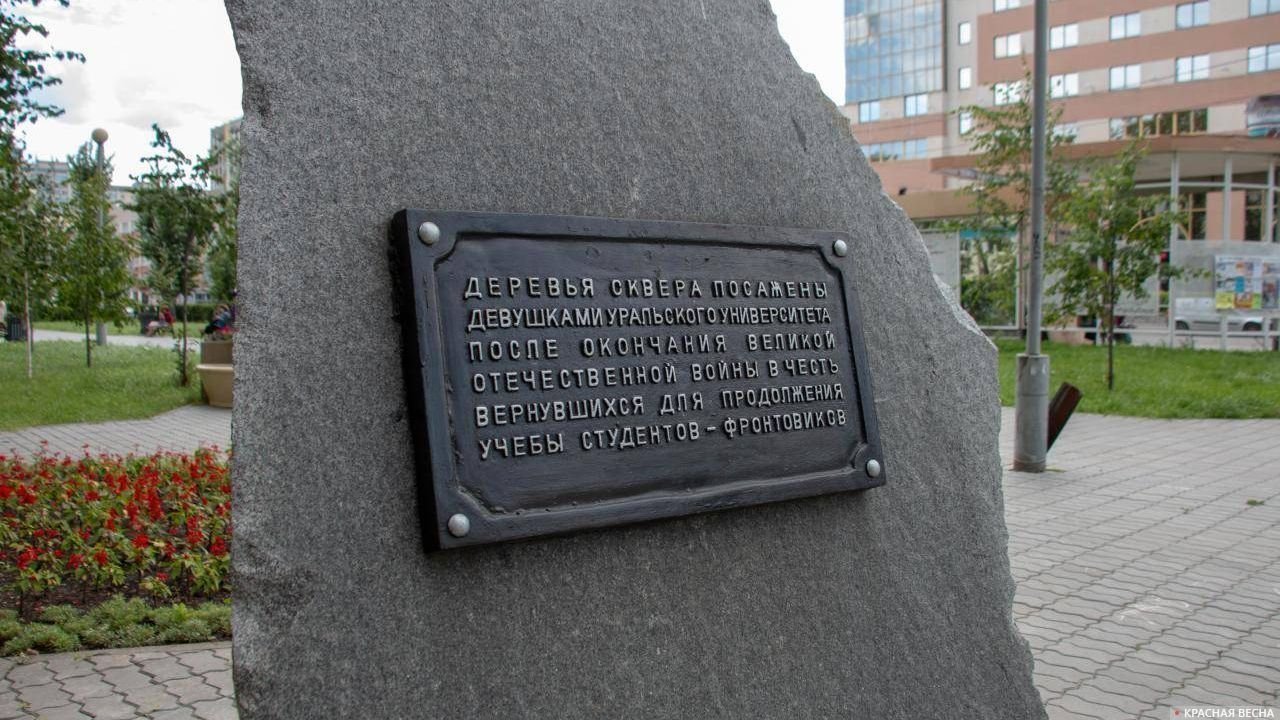 ДЕРЕВЬЯ СКВЕРА ПОСАЖЕНЫ
ДЕВУШКАМИ УРАЛЬСКОГО УНИВЕРСИТЕТА
ПОСЛЕ ОКОНЧАНИЯ ВЕЛИКОЙ
ОТЕЧЕСТВЕННОЙ ВОЙНЫ В ЧЕСТЬ
ВЕРНУВШИХСЯ ДЛЯ ПРОДОЛЖЕНИЯ
УЧЕБЫ СТУДЕНТОВ - ФРОНТОВИКОВ
КРАСНАЯ ВЕСНА